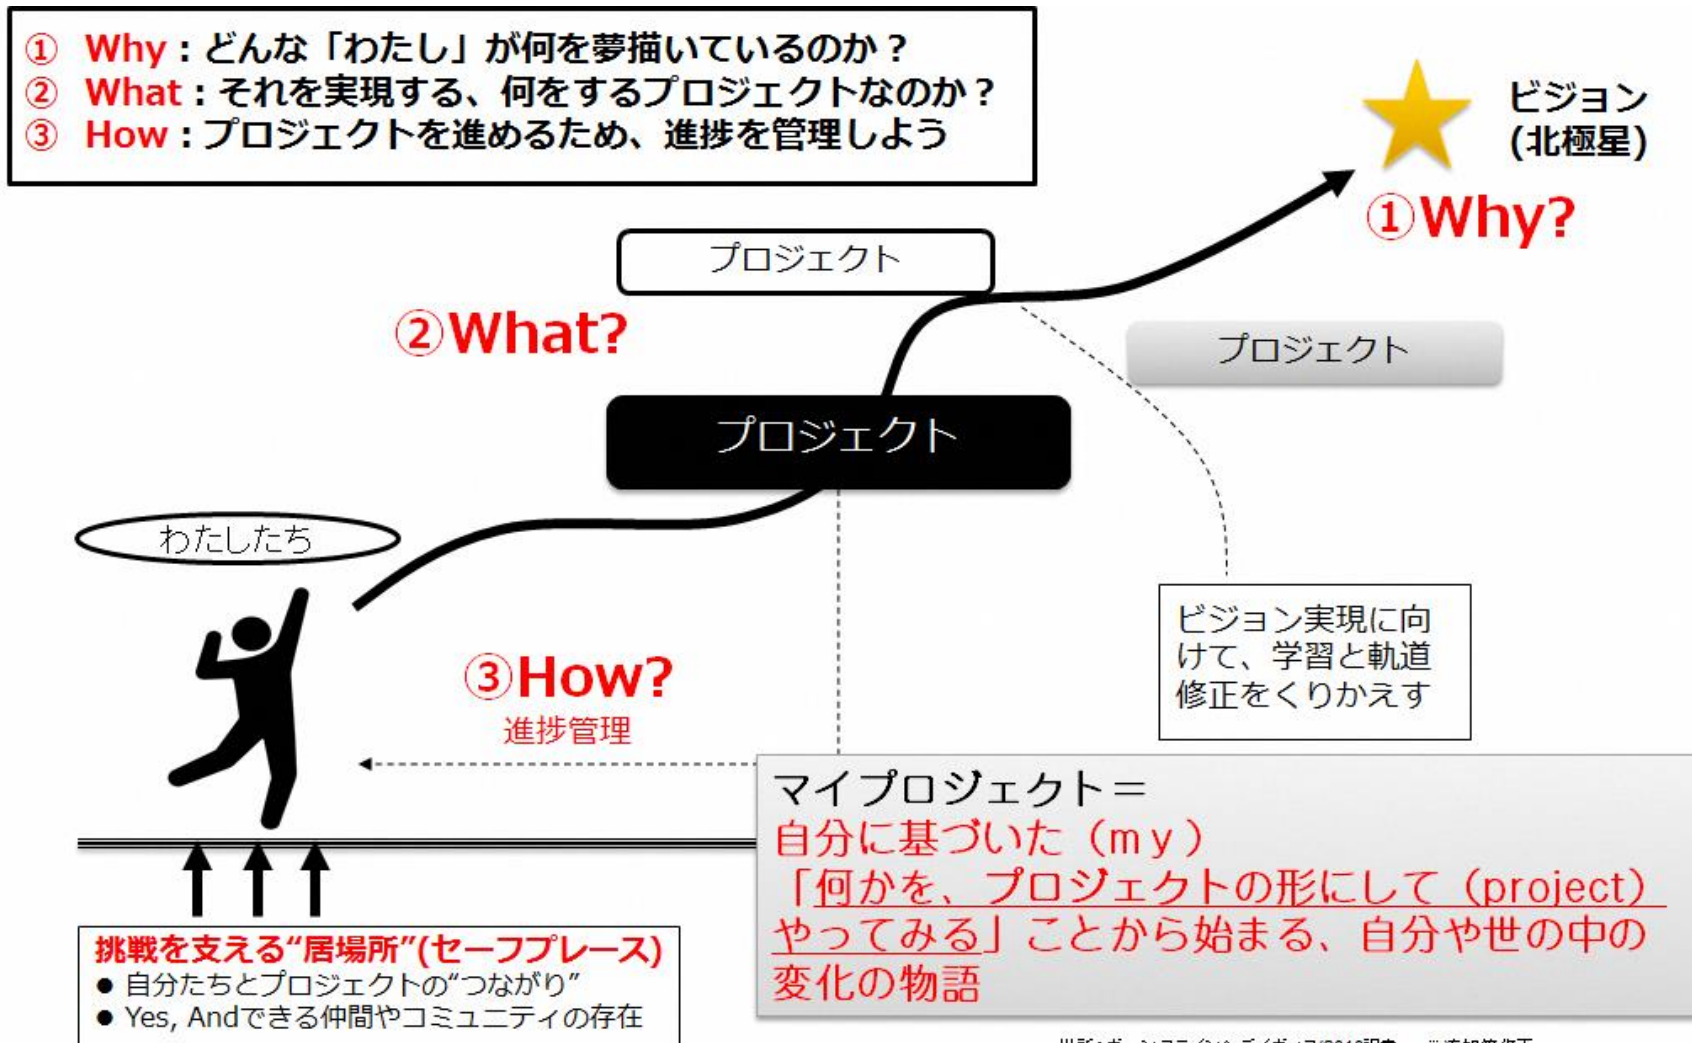 ① Why：どんな「わたし」が何を夢描いているのか？
② What：それを実現する、何をするプロジェクトなのか？
③ How：プロジェクトを進めるため、進捗を管理しよう
ビジョン
(北極星)
①Why?
プロジェクト
②What?
プロジェクト
プロジェクト
わたしたち
③How?
進捗管理
ビジョン実現に向
けて、学習と軌道
修正をくりかえす
マイプロジェクト＝
自分に基づいた（ｍｙ）
「何かを、プロジェクトの形にして（project）
やってみる」ことから始まる、自分や世の中の
変化の物語
挑戦を支える“居場所”(セーフプレース)
● 自分たちとプロジェクトの“つながり”
● Yes, Andできる仲間やコミュニティの存在